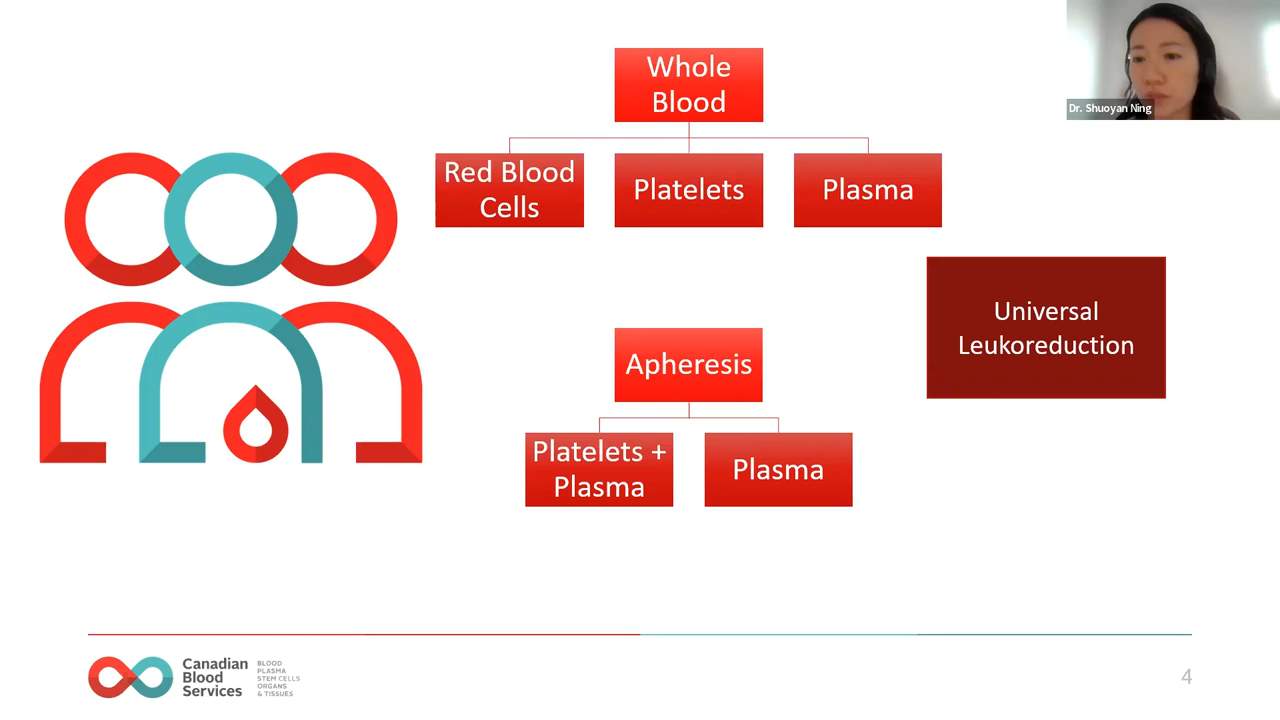 Whole
Blood
Dr. Shuoyan Ning
Red Blood
Cells
Platelets
Plasma
Universal
Leukoreduction
Apheresis
Platelets +
Plasma
Plasma
Canadian
Blood
Services
BLOOD
PLASMA
STEM CELLS
ORGANS
& TISSUES
4